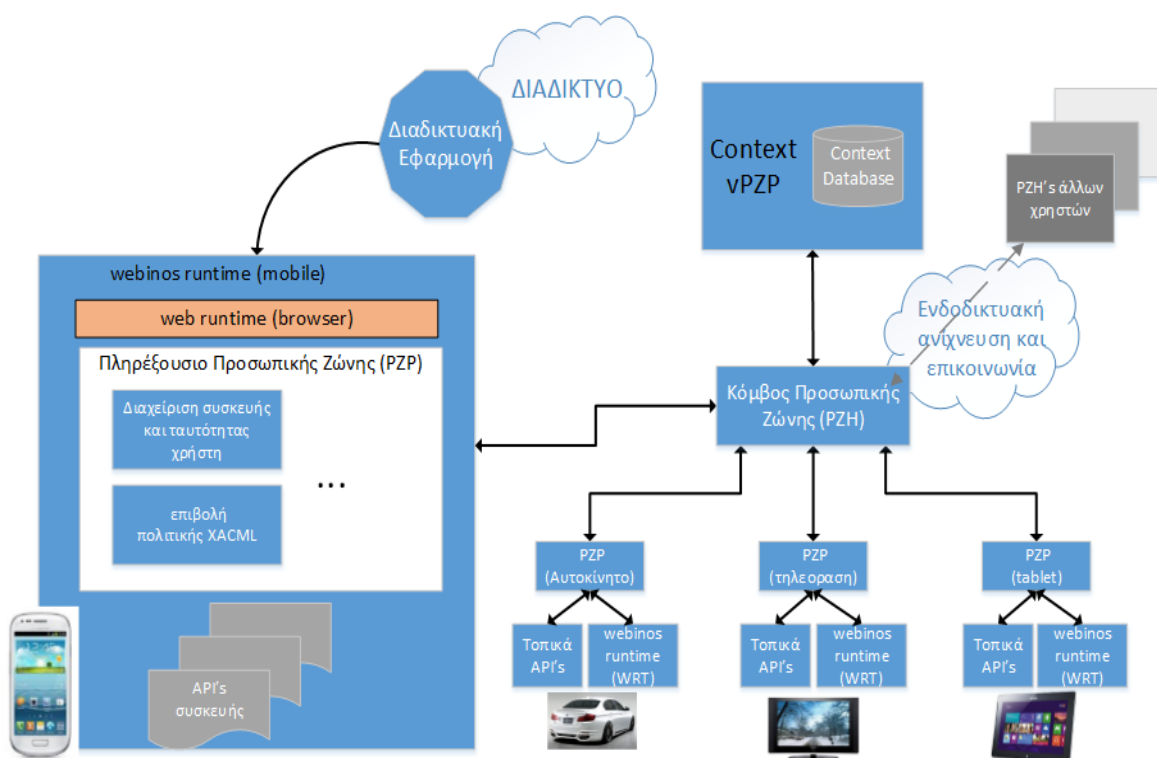 ΔΙΑΔΙΚΤΥΟ
Διαδικτυακή
Εφαρμογή
Context
vPZP
Context
Database
PZH΄s άλλων
χρηστών
webinos runtime (mobile)
web runtime (browser)
Πληρέξουσιο Προσωπικής Ζώνης (PZP)
Διαχείριση συσκευής
και ταυτότητας
χρήστη
...
επιβολή
πολιτικής XACML
API's
συσκευής
Ενδοδικτυακή
ανίχνευση και
επικοινωνία
Κόμβος Προσωπικής
Ζώνης (PZH)
PZP
(Αυτοκίνητο)
Τοπικά
API's
webinos
runtime
(WRT)
PZP
(τηλεοραση)
Τοπικά
API's
webinos
runtime
(WRT)
PZP
(tablet)
Τοπικά
API's
webinos
runtime
(WRT)